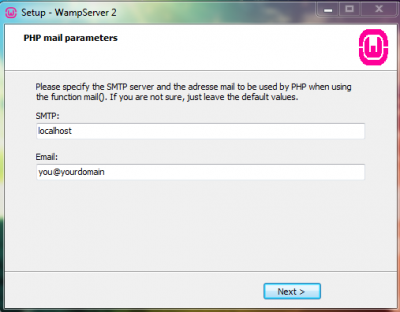 Setup - WampServer 2
PHP mail parameters
Please specify the SMTP server and the adresse mail to be used by PHP when using
the function mail(). If you are not sure, just leave the default values.
SMTP:
localhost
Email:
you@yourdomain
Next >